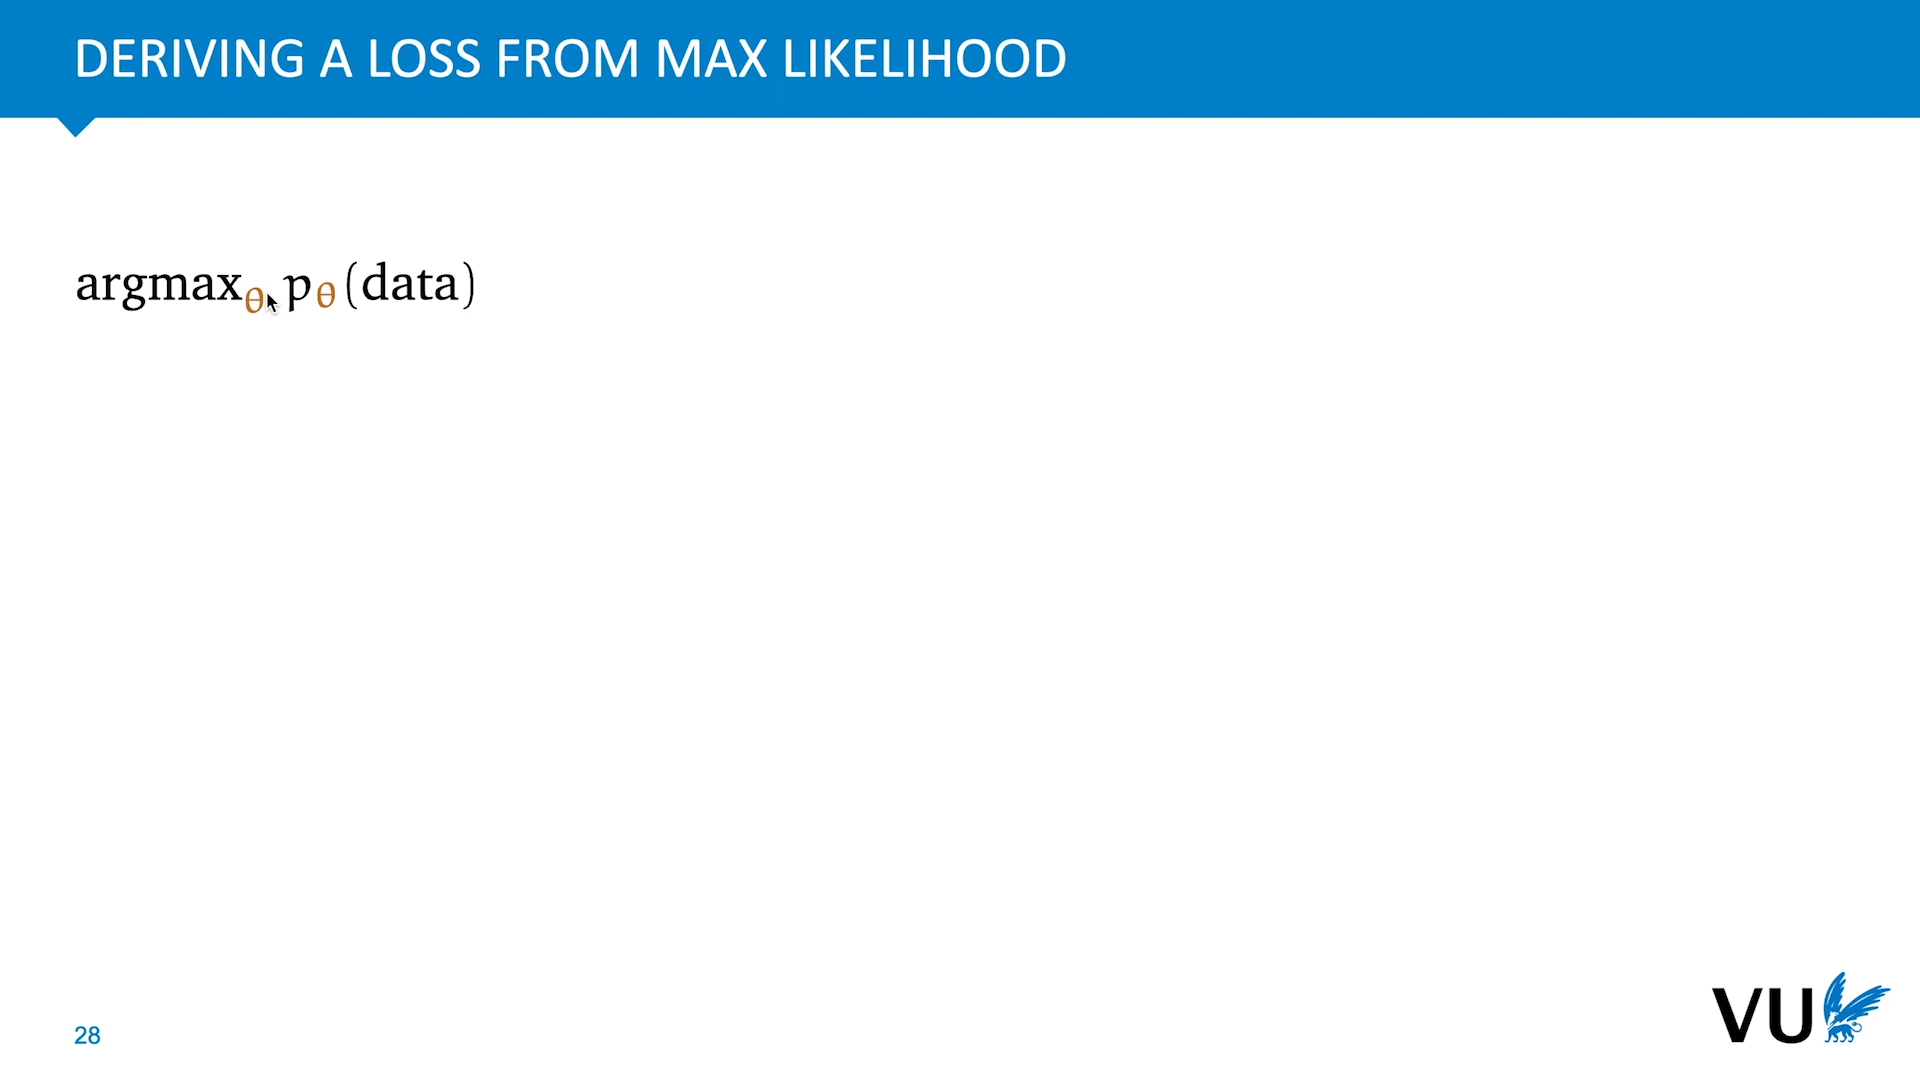 DERIVING A LOSS FROM MAX LIKELIHOOD
argmax_θ p_θ(data)
28
VU